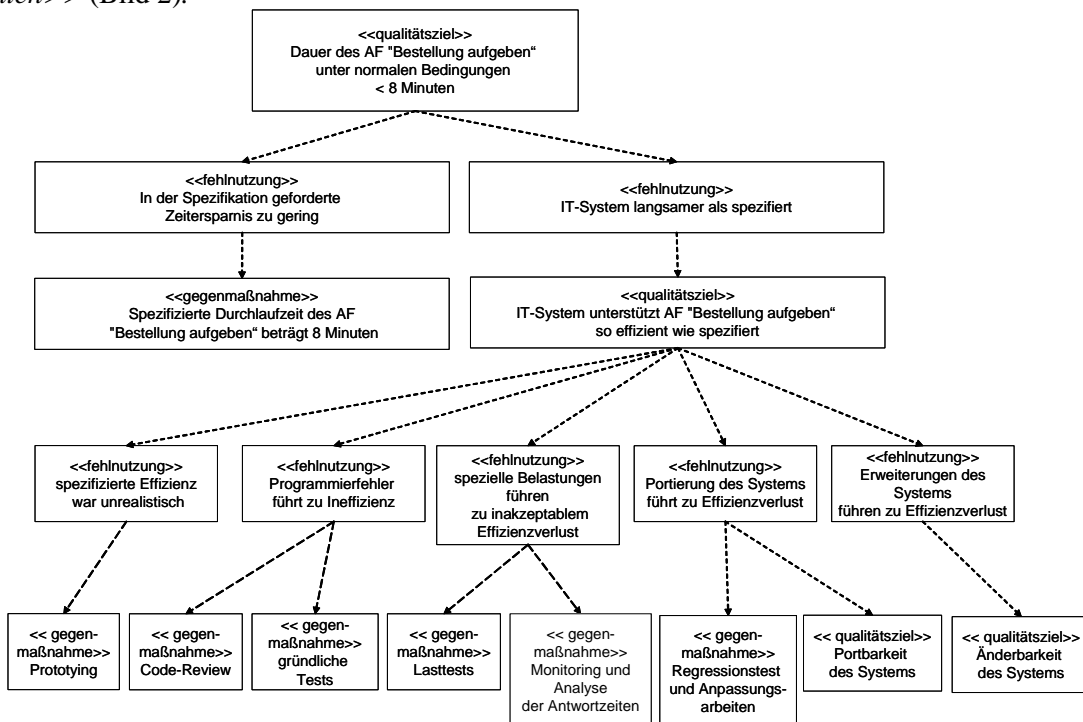 (Bild 2).
<<qualitätsziel>>
Dauer des AF "Bestellung aufgeben“
unter normalen Bedingungen
< 8 Minuten
<<fehlnutzung>>
In der Spezifikation geforderte
Zeitersparnis zu gering
<<fehlnutzung>>
IT-System langsamer als spezifiert
<<gegenmaßnahme>>
Spezifizierte Durchlaufzeit des AF
"Bestellung aufgeben“ beträgt 8 Minuten
<<qualitätsziel>>
IT-System unterstützt AF "Bestellung aufgeben“
so effizient wie spezifiert
<<fehlnutzung>>
spezifizierte Effizienz
war unrealistisch
<<fehlnutzung>>
Programmierfehler
führt zu Ineffizienz
<<fehlnutzung>>
spezielle Belastungen
führen
zu inakzeptablem
Effizienzverlust
<<fehlnutzung>>
Portierung des Systems
führt zu Effizienzverlust
<<fehlnutzung>>
Erweiterungen des
Systems
führen zu Effizienzverlust
<< gegen-
maßnahme>>
Prototying
<< gegen-
maßnahme>>
Code-Review
<< gegen-
maßnahme>>
gründliche
Tests
<< gegen-
maßnahme>>
Lasttests
<< gegen-
maßnahme>>
Monitoring und
Analyse
der Antwortzeiten
<< gegen-
maßnahme>>
Regressionstest
und Anpassungs-
arbeiten
<< qualitätsziel>>
Portbarkeit
des Systems
<< qualitätsziel>>
Änderbarkeit
des Systems